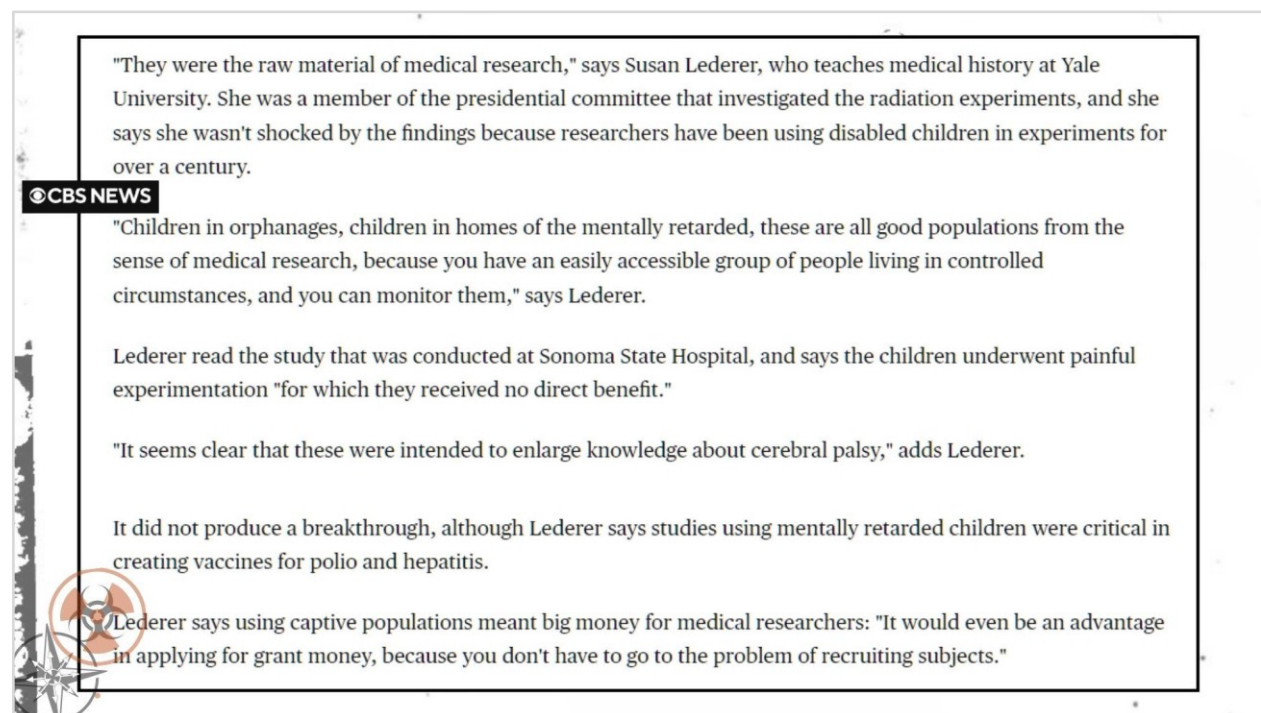 "They were the raw material of medical research," says Susan Lederer, who teaches medical history at Yale
University. She was a member of the presidential committee that investigated the radiation experiments, and she
says she wasn't shocked by the findings because researchers have been using disabled children in experiments for
over a century.
CBS NEWS
"Children in orphanages, children in homes of the mentally retarded, these are all good populations from the
sense of medical research, because you have an easily accessible group of people living in controlled
circumstances, and you can monitor them," says Lederer.
Lederer read the study that was conducted at Sonoma State Hospital, and says the children underwent painful
experimentation "for which they received no direct benefit."
"It seems clear that these were intended to enlarge knowledge about cerebral palsy," adds Lederer.
It did not produce a breakthrough, although Lederer says studies using mentally retarded children were critical in
creating vaccines for polio and hepatitis.
Lederer says using captive populations meant big money for medical researchers: "It would even be an advantage
in applying for grant money, because you don't have to go to the problem of recruiting subjects."